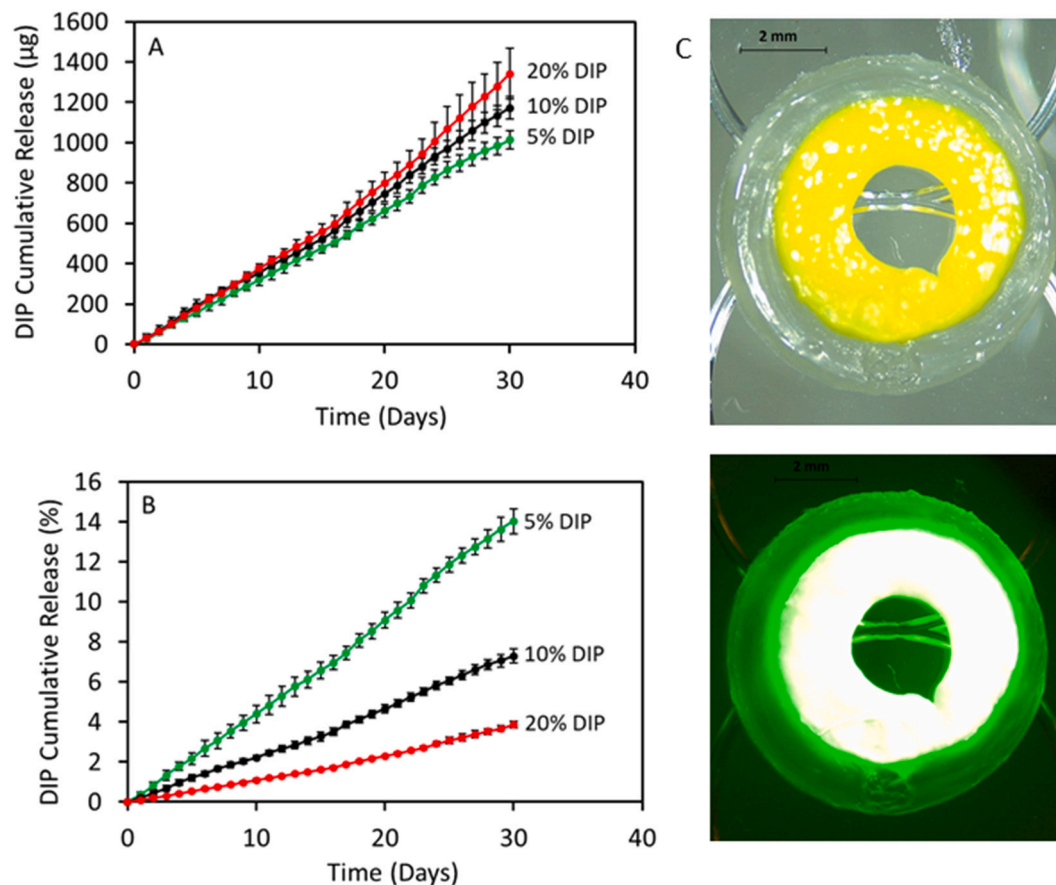 A
DIP Cumulative Release (µg)
1600
1400
1200
1000
800
600
400
200
0
20% DIP
10% DIP
5% DIP
0 10 20 30 40
Time (Days)
B
DIP Cumulative Release (%)
16
14
12
10
8
6
4
2
0
5% DIP
10% DIP
20% DIP
0 10 20 30 40
Time (Days)
C
2 mm
2 mm